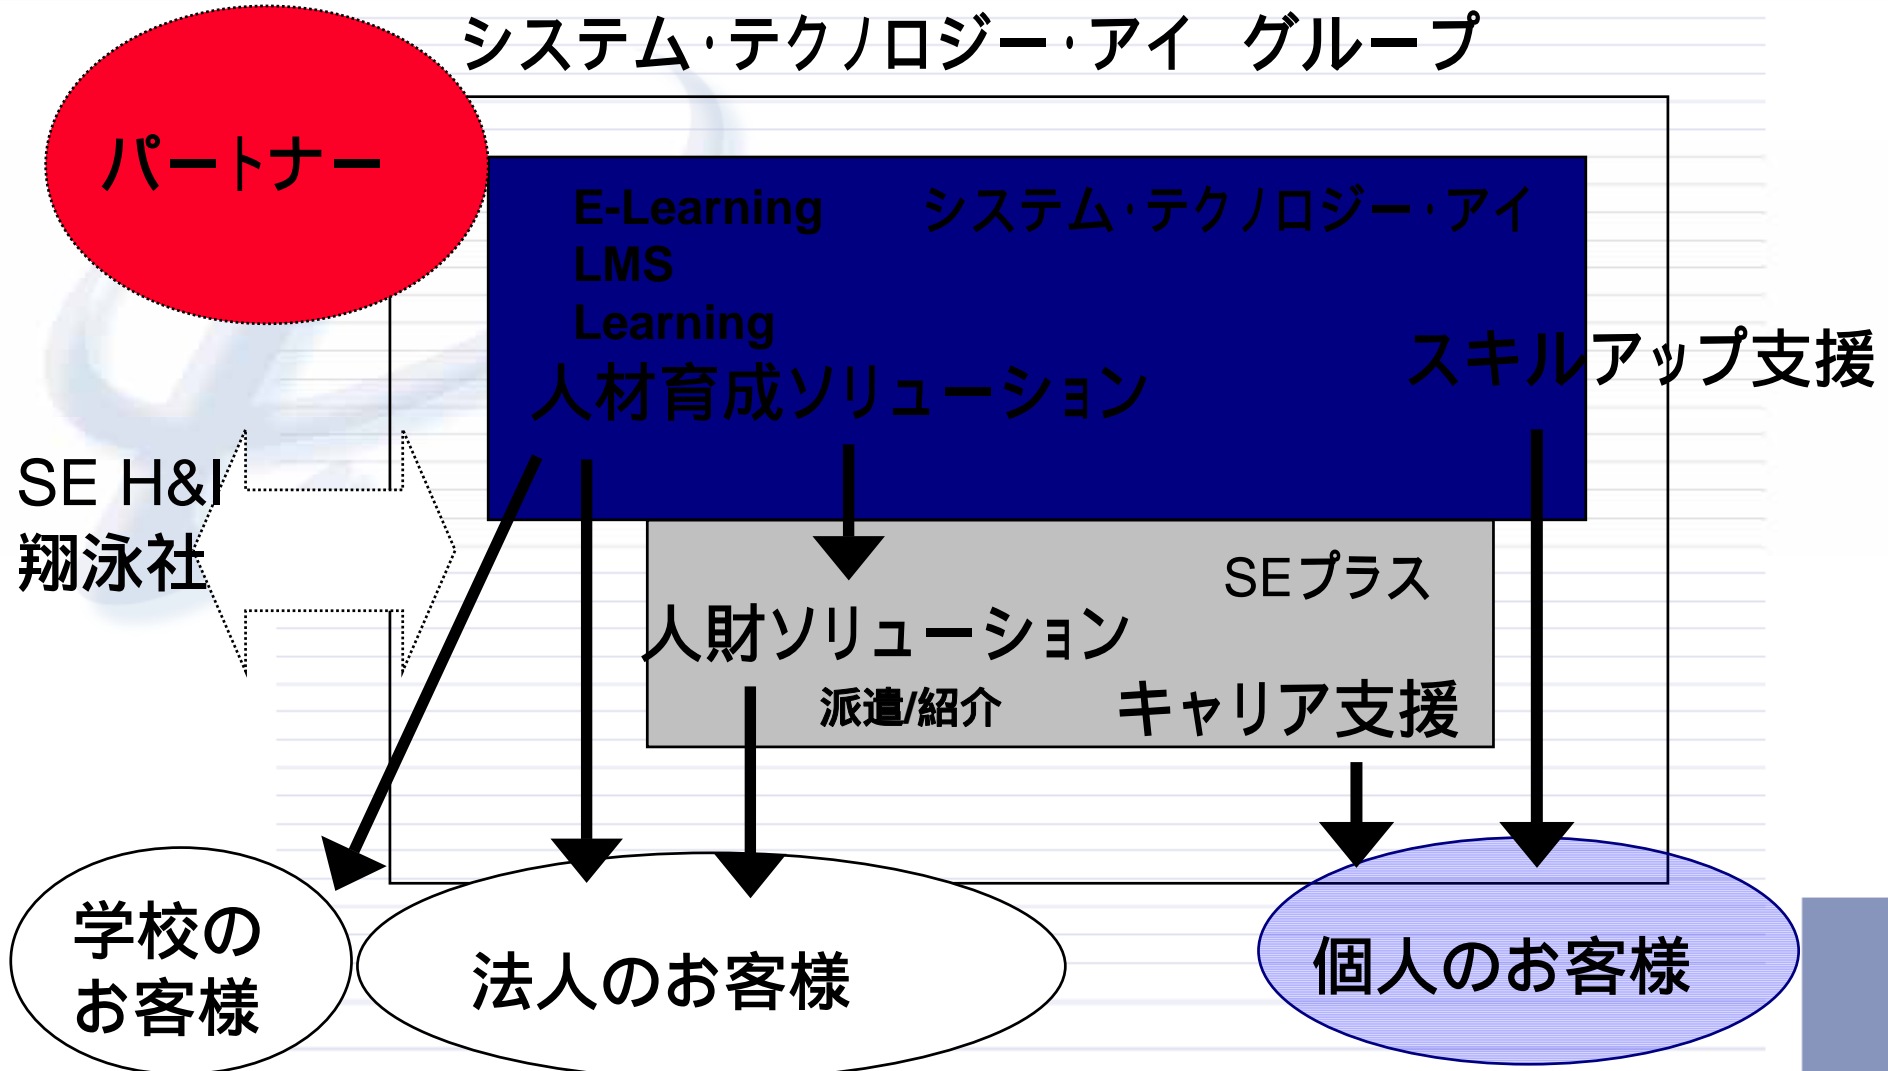 システム・テクノロジー・アイ グループ
パートナー
E-Learning
システム・テクノロジー・アイ
LMS
Learning
人材育成ソリューション
スキルアップ支援
SE H&I
翔泳社
SEプラス
人財ソリューション
派遣/紹介
キャリア支援
学校の
お客様
法人のお客様
個人のお客様